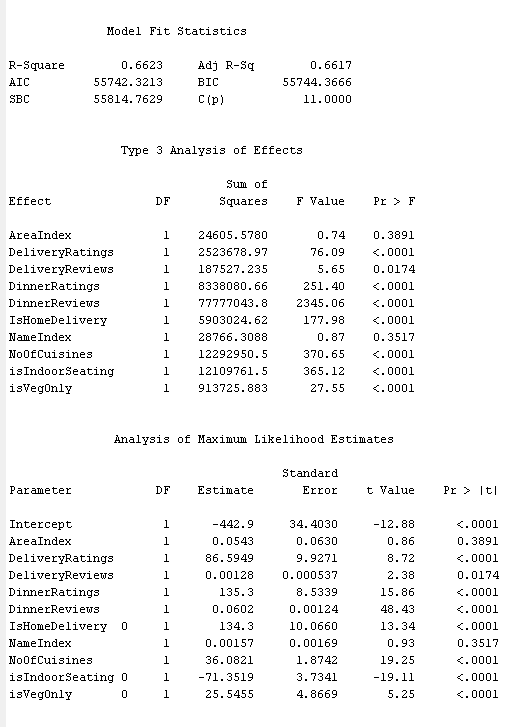 Model Fit Statistics
R-Square 0.6623 Adj R-Sq 0.6617
AIC 55742.3213 BIC 55744.3666
SBC 55814.7629 C(p) 11.0000
Type 3 Analysis of Effects
Sum of
Effect DF Squares F Value Pr > F
AreaIndex 1 24605.5780 0.74 0.3891
DeliveryRatings 1 2523678.97 76.09 <.0001
DeliveryReviews 1 187527.235 5.65 0.0174
DinnerRatings 1 8338080.66 251.40 <.0001
DinnerReviews 1 77777043.8 2345.06 <.0001
IsHomeDelivery 1 5903024.62 177.98 <.0001
NameIndex 1 28766.3088 0.87 0.3517
NoOfCuisines 1 12292950.5 370.65 <.0001
isIndoorSeating 1 12109761.5 365.12 <.0001
isVegOnly 1 913725.883 27.55 <.0001
Analysis of Maximum Likelihood Estimates
Standard
Parameter DF Estimate Error t Value Pr > |t|
Intercept 1 -442.9 34.4030 -12.88 <.0001
AreaIndex 1 0.0543 0.0630 0.86 0.3891
DeliveryRatings 1 86.5949 9.9271 8.72 <.0001
DeliveryReviews 1 0.00128 0.000537 2.38 0.0174
DinnerRatings 1 135.3 8.5339 15.86 <.0001
DinnerReviews 1 0.0602 0.00124 48.43 <.0001
IsHomeDelivery 0 1 134.3 10.0660 13.34 <.0001
NameIndex 1 0.00157 0.00169 0.93 0.3517
NoOfCuisines 1 36.0821 1.8742 19.25 <.0001
isIndoorSeating 0 1 -71.3519 3.7341 -19.11 <.0001
isVegOnly 0 1 25.5455 4.8669 5.25 <.0001